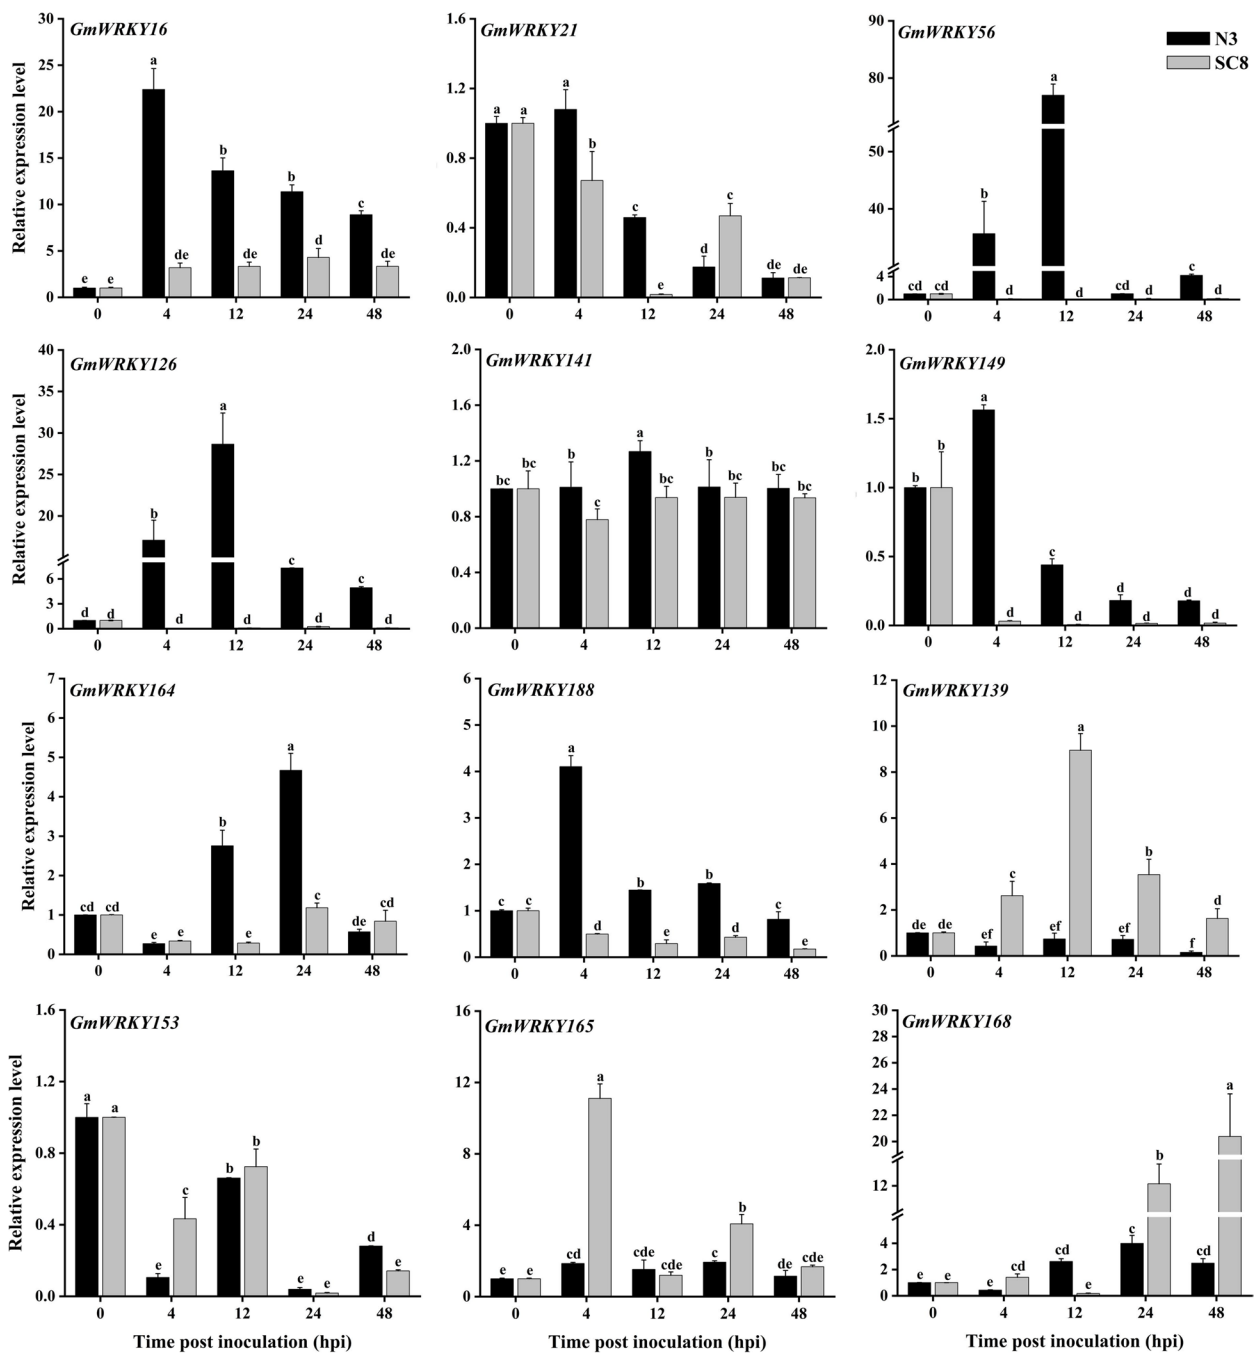 GmWRKY16
30
25
20
15
10
5
0
Relative expression level
e e a de b de b d c de
0 4 12 24 48
GmWRKY21
1.6
1.2
0.8
0.4
0.0
a a a b c e d c de de
0 4 12 24 48
GmWRKY56
N3
SC8
90
80
50
40
4
0
cd cd b d a d cd d c d
0 4 12 24 48
GmWRKY126
40
35
30
25
20
6
3
0
Relative expression level
d d b d a d c d c d
0 4 12 24 48
GmWRKY141
2.0
1.6
1.2
0.8
0.4
0.0
bc bc b c a bc b bc bc bc
0 4 12 24 48
GmWRKY149
2.0
1.5
1.0
0.5
0.0
b b a d c d d d d d
0 4 12 24 48
GmWRKY164
7
6
5
4
3
2
1
0
Relative expression level
cd cd e e b e a c de cd
0 4 12 24 48
GmWRKY188
6
5
4
3
2
1
0
c c a d b de b d c e
0 4 12 24 48
GmWRKY139
12
10
8
6
4
2
0
de de ef c ef a ef b f d
0 4 12 24 48
GmWRKY153
1.6
1.2
0.8
0.4
0.0
Relative expression level
a a e c b b e e d e
0 4 12 24 48
Time post inoculation (hpi)
GmWRKY165
16
12
8
4
0
e e cd a cde cde c b de cde
0 4 12 24 48
Time post inoculation (hpi)
GmWRKY168
30
28
26
24
22
20
12
4
2
0
e e e cd cd e c b cd a
0 4 12 24 48
Time post inoculation (hpi)